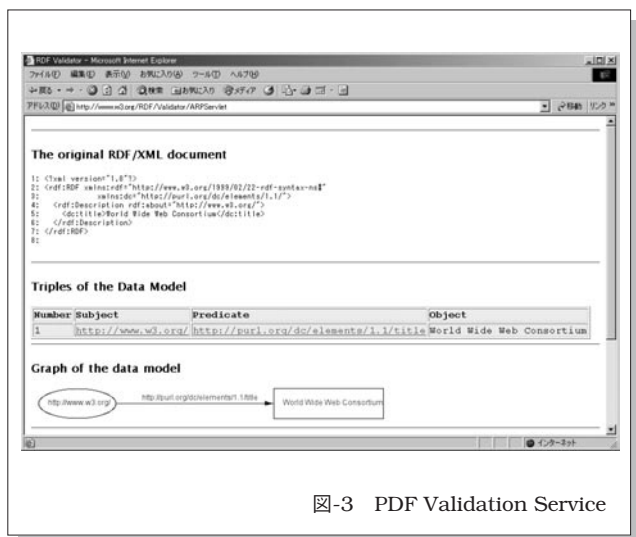 RDF Validator - Microsoft Internet Explorer
ファイル(F) 編集(E) 表示(V) お気に入り(A) ツール(T) ヘルプ(H)
戻る 検索 お気に入り メディア
アドレス(D) http://www.w3.org/RDF/Validator/ARPServlet 移動 リンク
The original RDF/XML document
1: <?xml version="1.0"?>
2: <rdf:RDF xmlns:rdf="http://www.w3.org/1999/02/22-rdf-syntax-ns#"
3: xmlns:dc="http://purl.org/dc/elements/1.1/">
4: <rdf:Description rdf:about="http://www.w3.org/">
5: <dc:title>World Wide Web Consortium</dc:title>
6: </rdf:Description>
7: </rdf:RDF>
8:
Triples of the Data Model
Number Subject Predicate Object
1 http://www.w3.org/ http://purl.org/dc/elements/1.1/title World Wide Web Consortium
Graph of the data model
http://www.w3.org/ http://purl.org/dc/elements/1.1/title World Wide Web Consortium
インターネット
図-3 PDF Validation Service